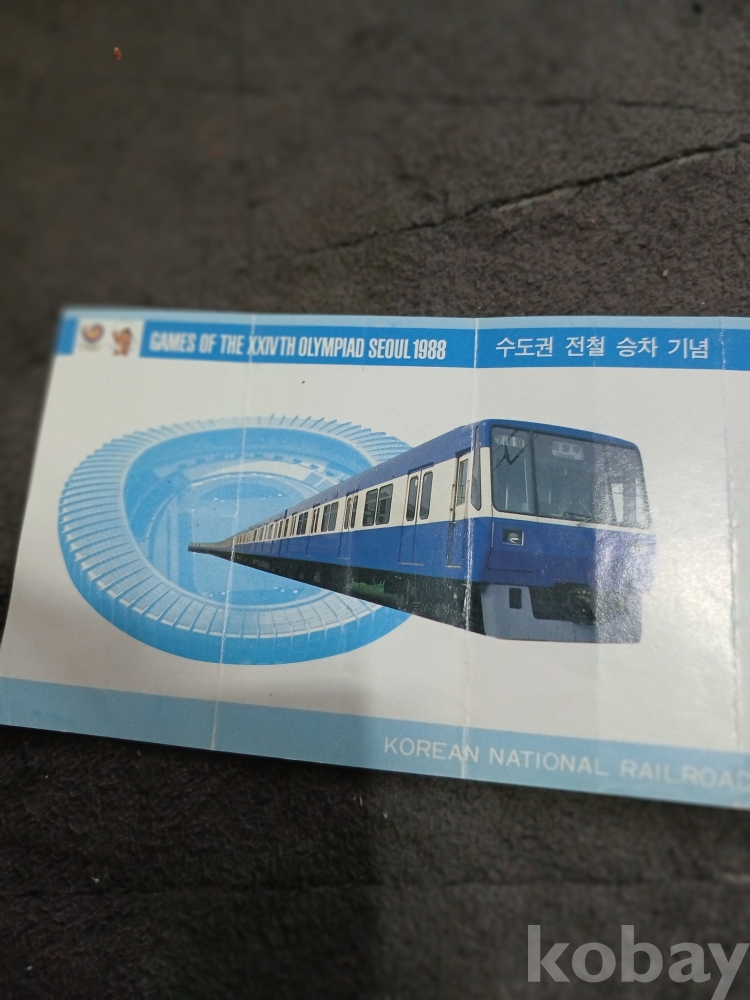 GAMES OF THE XXIVTH OLYMPIAD SEOUL 1988 수도권 전철 승차 기념
KOREAN NATIONAL RAILROAD
kobay